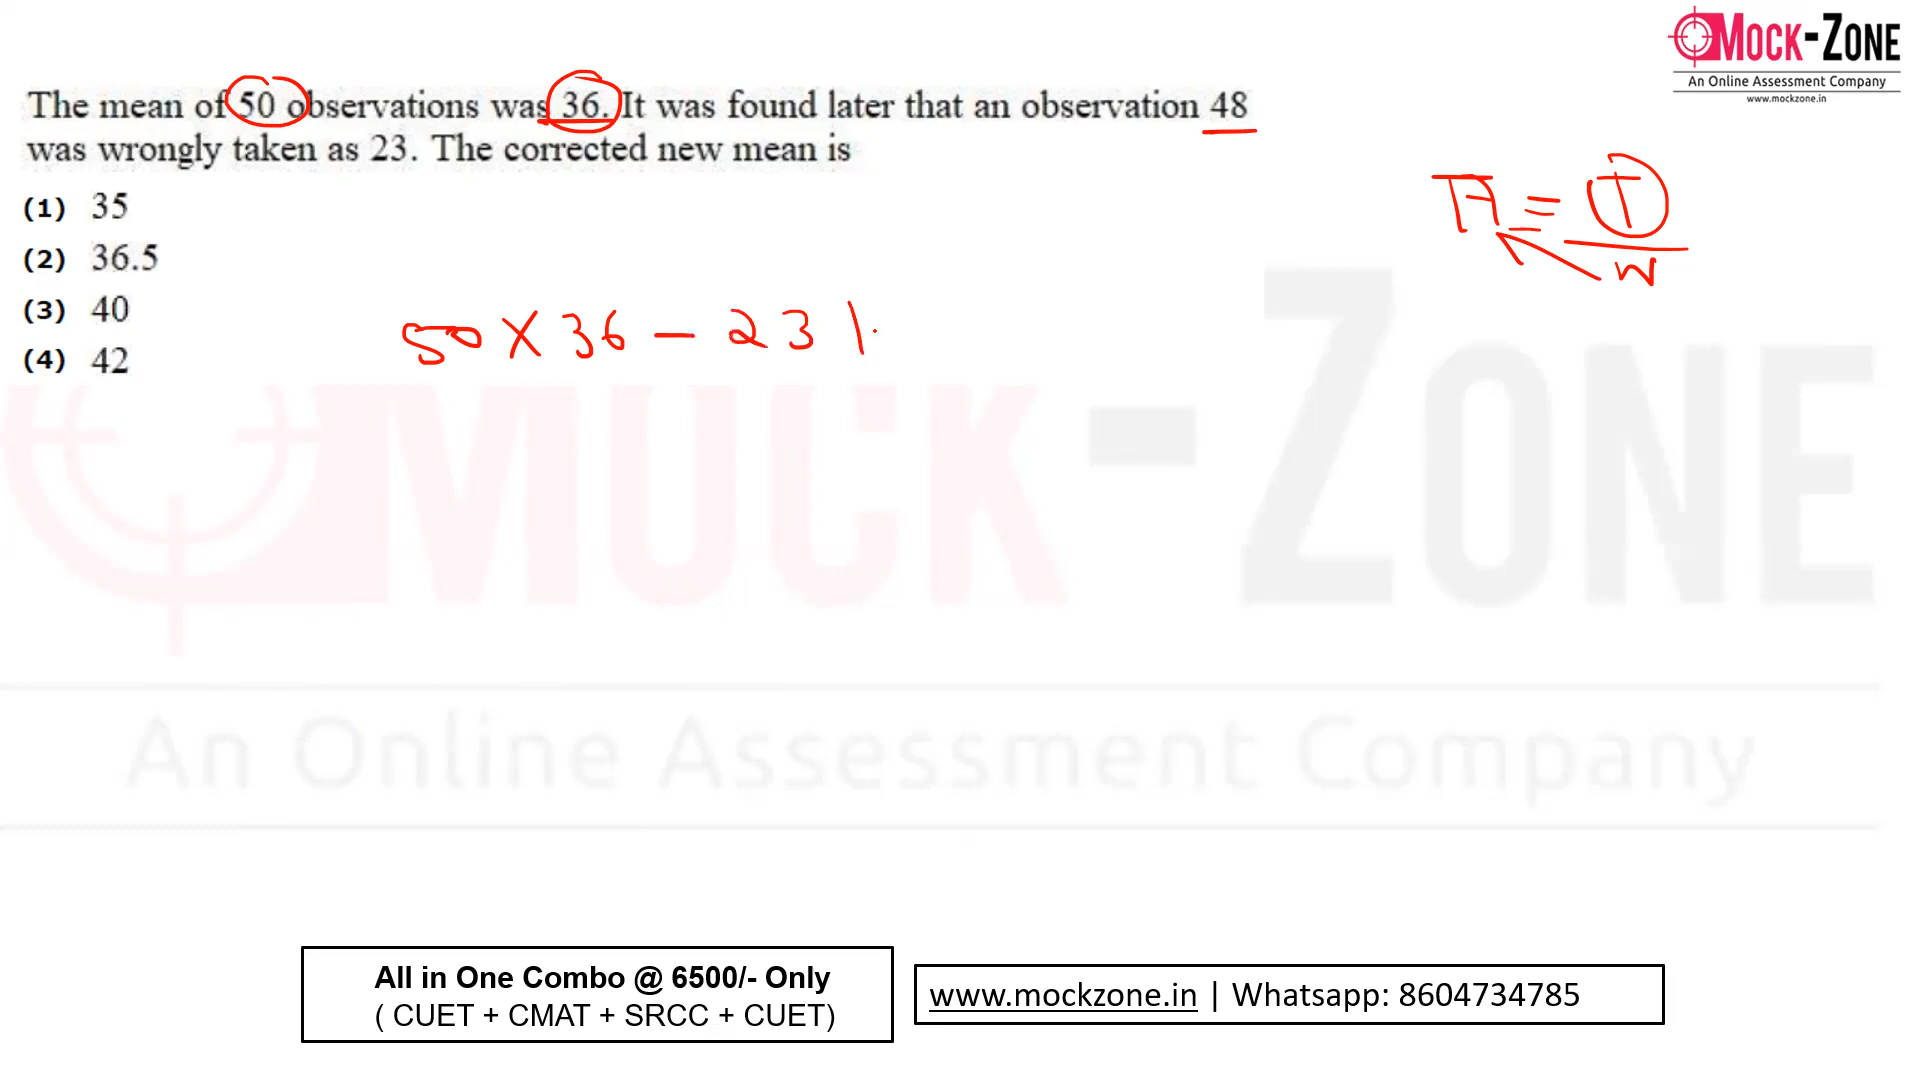 MOCK-ZONE
An Online Assessment Company
www.mockzone.in
The mean of 50 observations was 36. It was found later that an observation 48
was wrongly taken as 23. The corrected new mean is
(1) 35
(2) 36.5
(3) 40
(4) 42
A = T
N
50 × 36 - 23
MOCK-ZONE
An Online Assessment Company
All in One Combo @ 6500/- Only
( CUET + CMAT + SRCC + CUET)
www.mockzone.in | Whatsapp: 8604734785